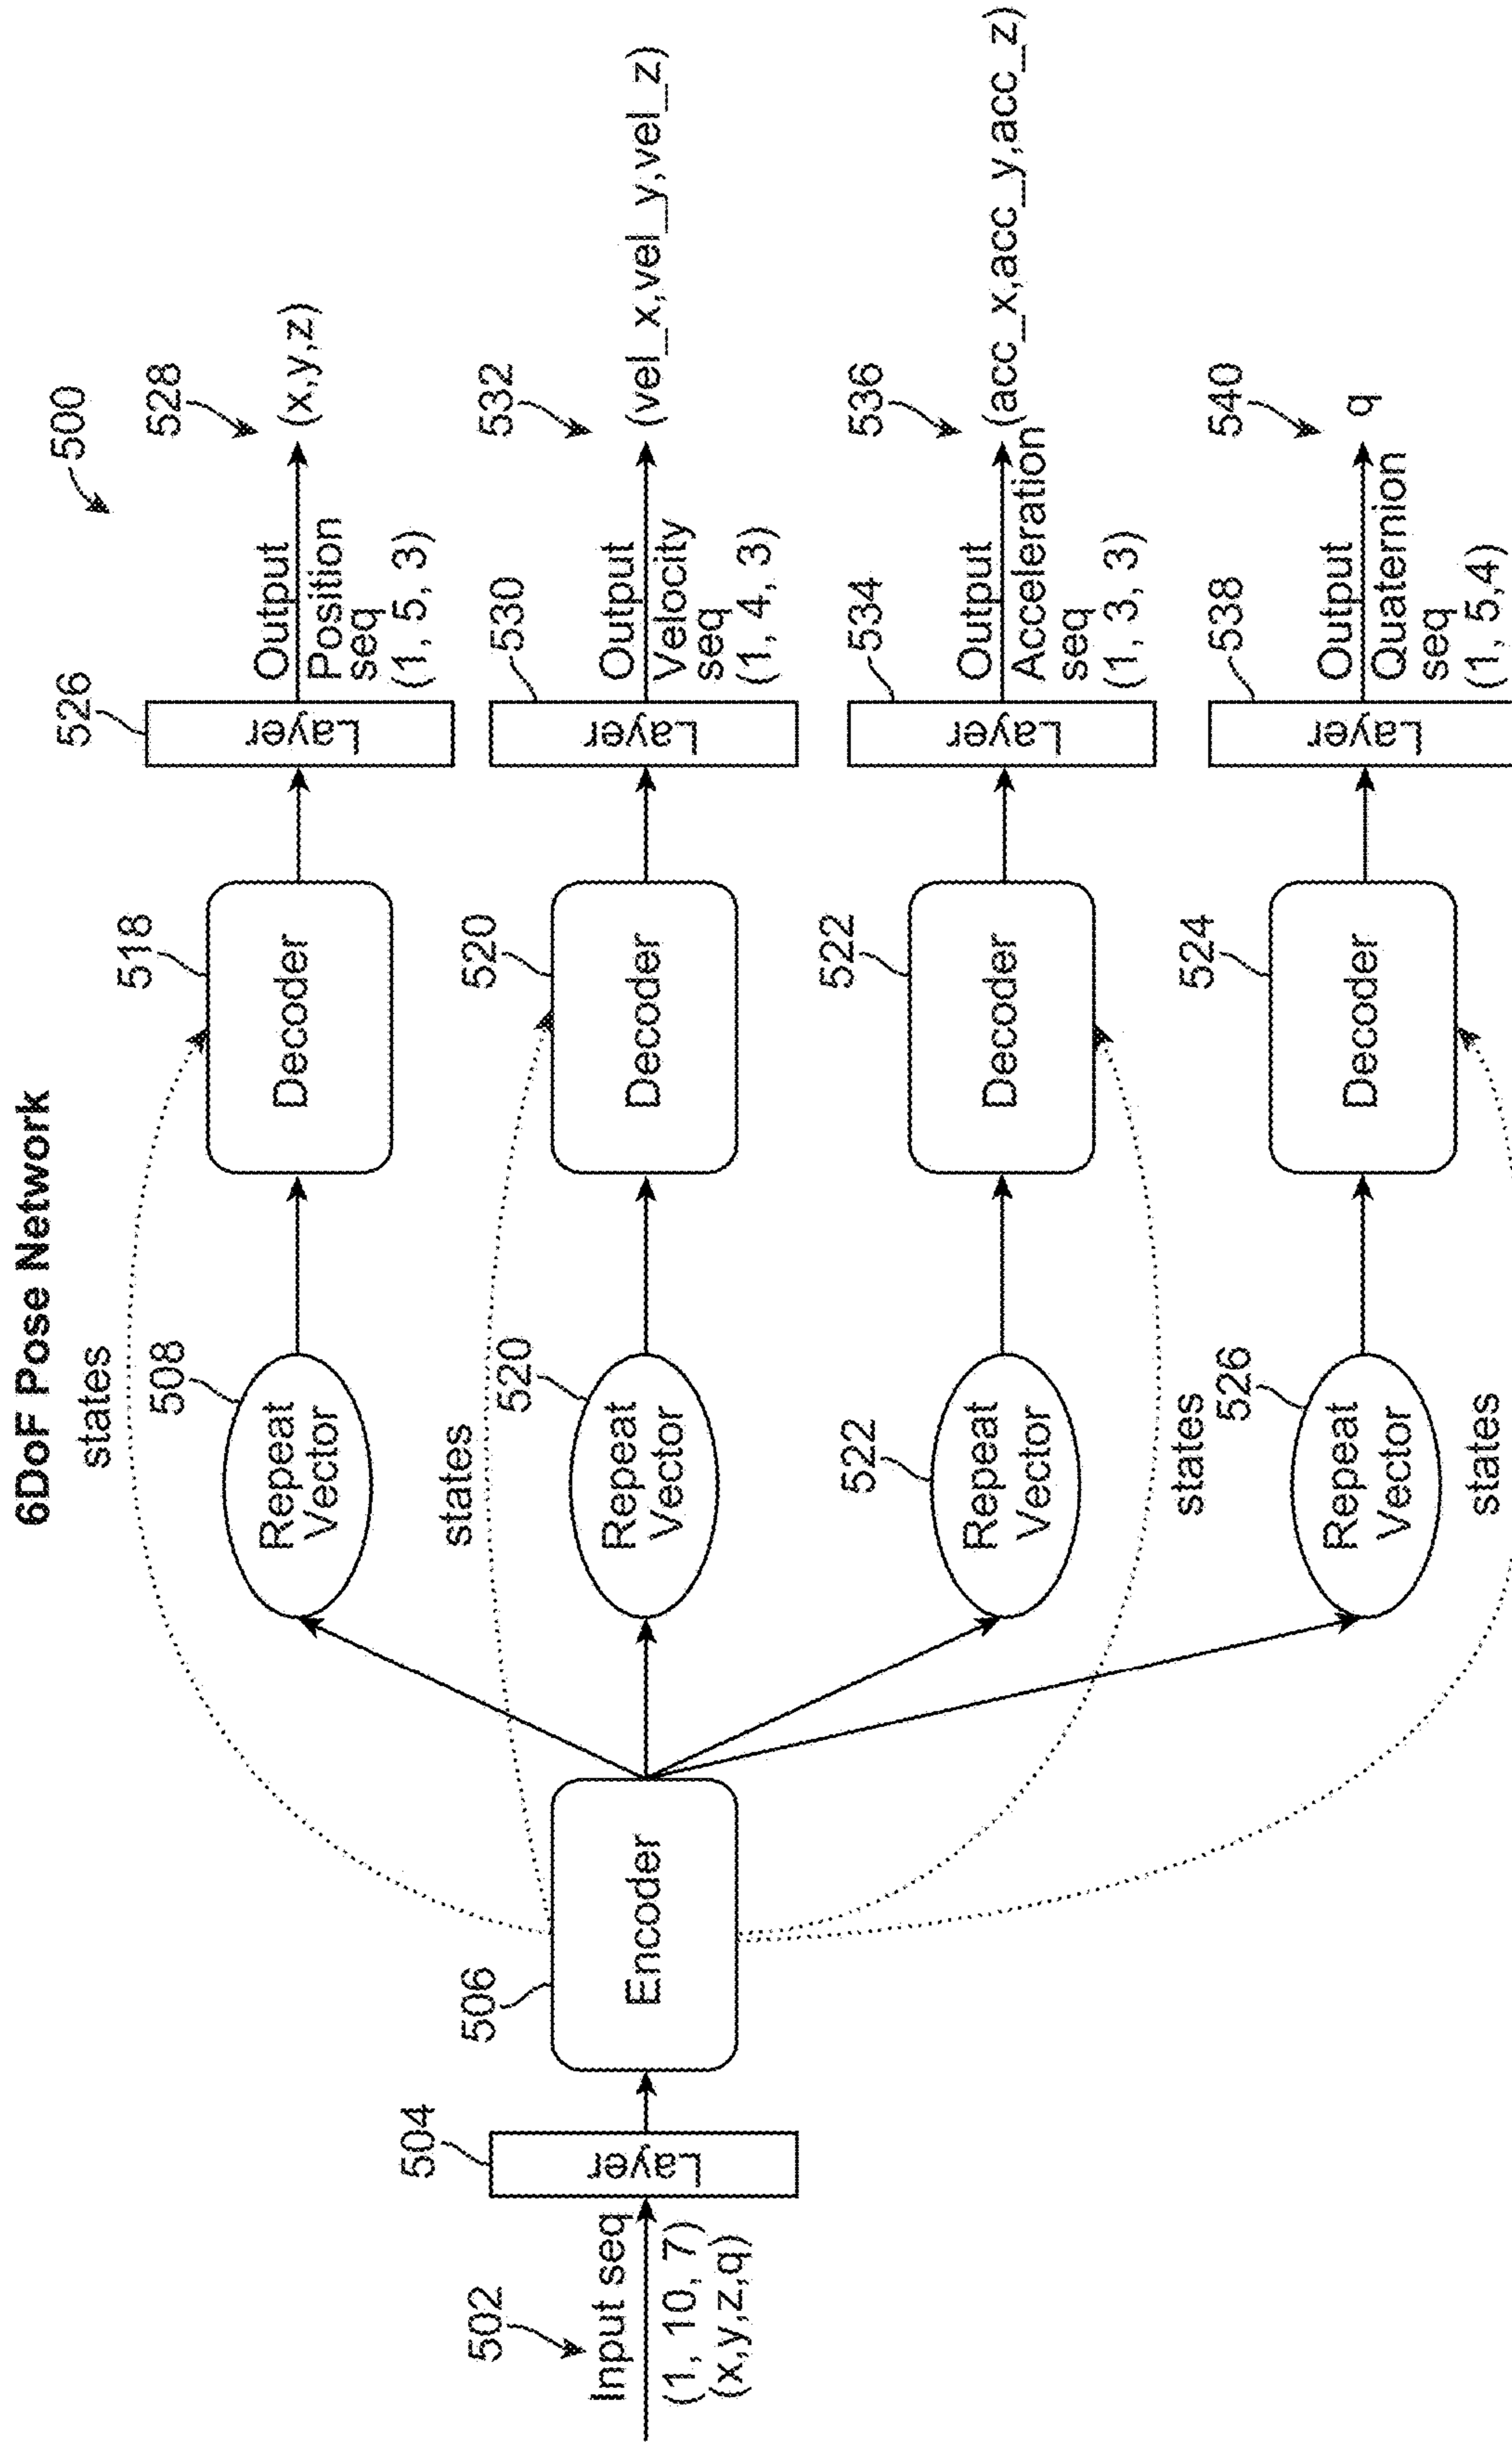 6DoF Pose Network
500
502
Input seq
(1, 10, 7)
(x,y,z,q)
504
Layer
506
Encoder
states
508
Repeat
Vector
518
Decoder
526
Layer
Output
Position
seq
(1, 5, 3)
528
(x,y,z)
states
520
Repeat
Vector
520
Decoder
530
Layer
Output
Velocity
seq
(1, 4, 3)
532
(vel_x,vel_y,vel_z)
522
Repeat
Vector
states
522
Decoder
534
Layer
Output
Acceleration
seq
(1, 3, 3)
536
(acc_x,acc_y,acc_z)
526
Repeat
Vector
states
524
Decoder
538
Layer
Output
Quaternion
seq
(1, 5,4)
540
q